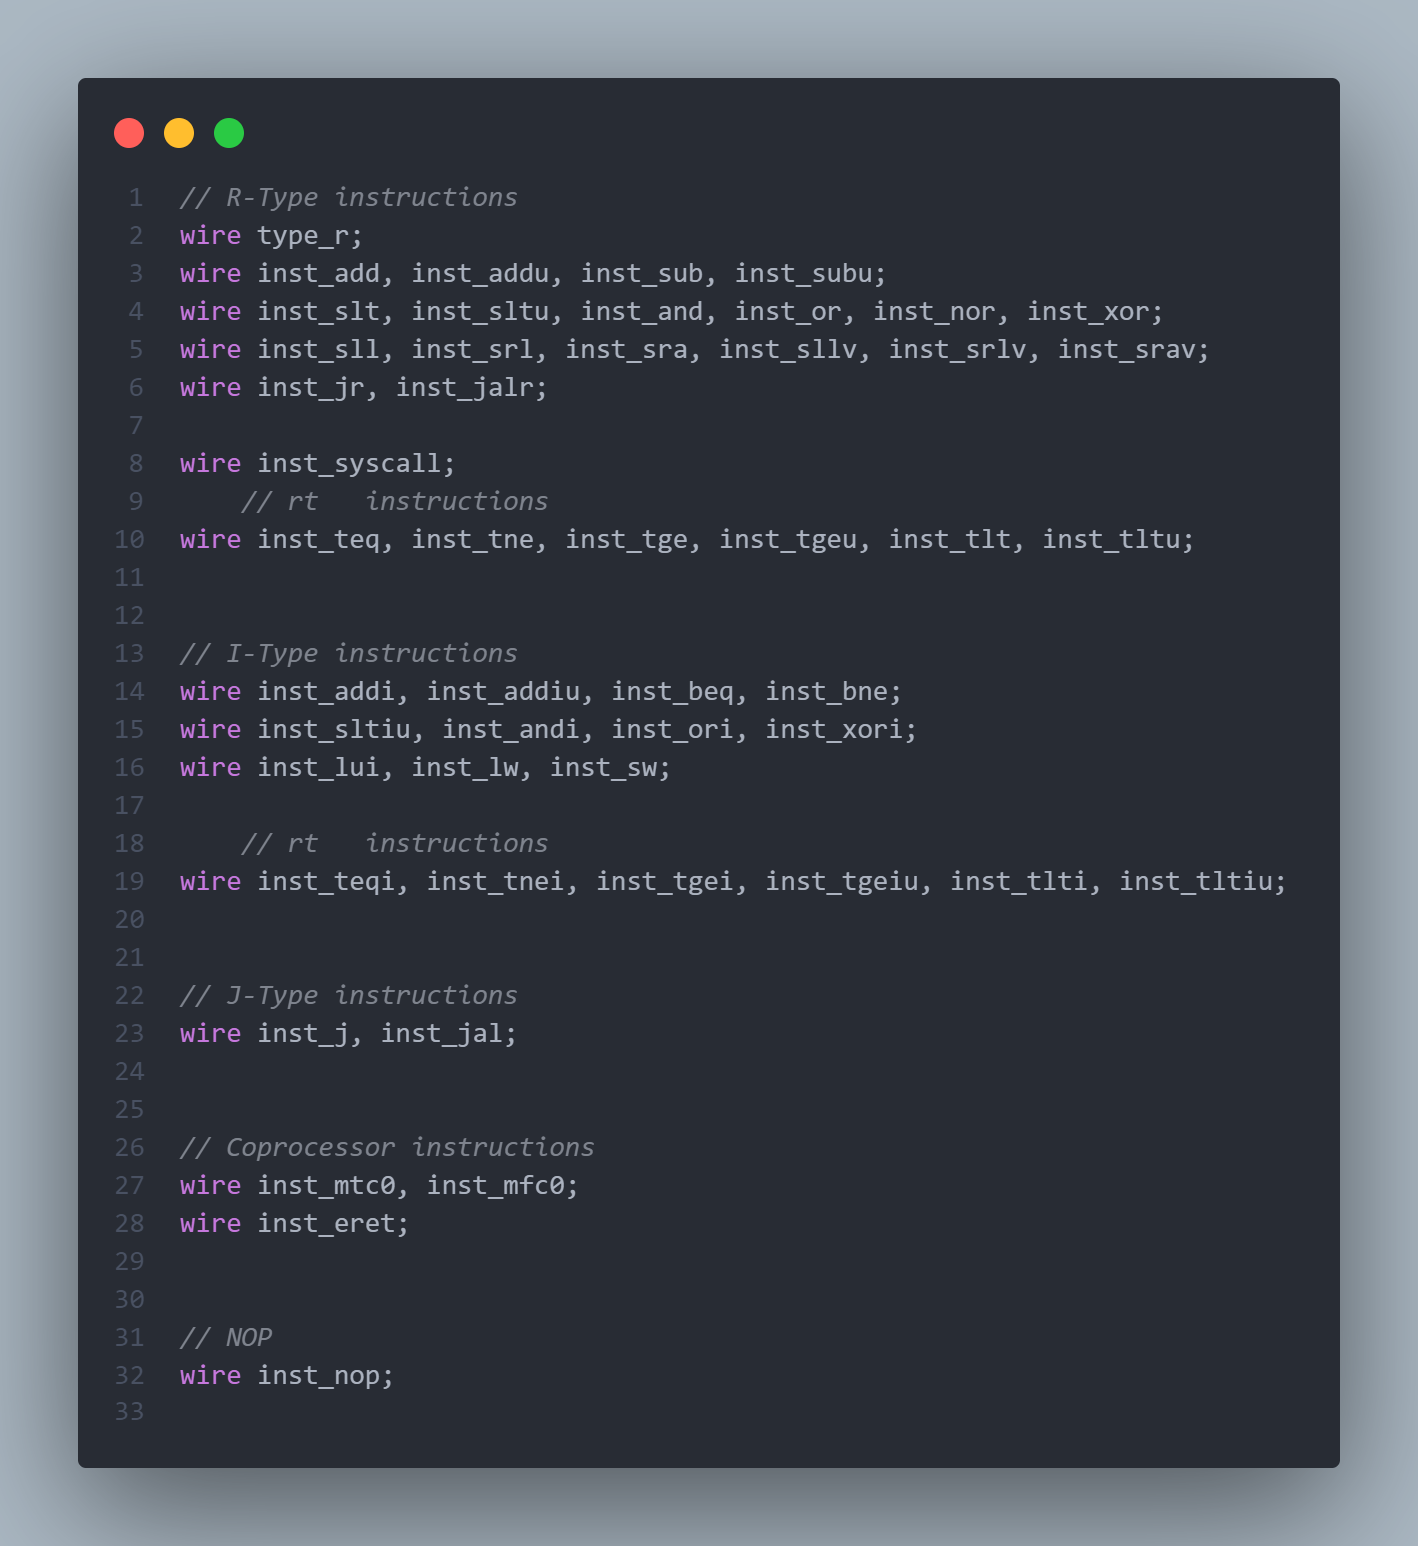 1 // R-Type instructions
2 wire type_r;
3 wire inst_add, inst_addu, inst_sub, inst_subu;
4 wire inst_slt, inst_sltu, inst_and, inst_or, inst_nor, inst_xor;
5 wire inst_sll, inst_srl, inst_sra, inst_sllv, inst_srlv, inst_srav;
6 wire inst_jr, inst_jalr;
7
8 wire inst_syscall;
9     // rt   instructions
10 wire inst_teq, inst_tne, inst_tge, inst_tgeu, inst_tlt, inst_tltu;
11
12
13 // I-Type instructions
14 wire inst_addi, inst_addiu, inst_beq, inst_bne;
15 wire inst_sltiu, inst_andi, inst_ori, inst_xori;
16 wire inst_lui, inst_lw, inst_sw;
17
18     // rt   instructions
19 wire inst_teqi, inst_tnei, inst_tgei, inst_tgeiu, inst_tlti, inst_tltiu;
20
21
22 // J-Type instructions
23 wire inst_j, inst_jal;
24
25
26 // Coprocessor instructions
27 wire inst_mtc0, inst_mfc0;
28 wire inst_eret;
29
30
31 // NOP
32 wire inst_nop;
33